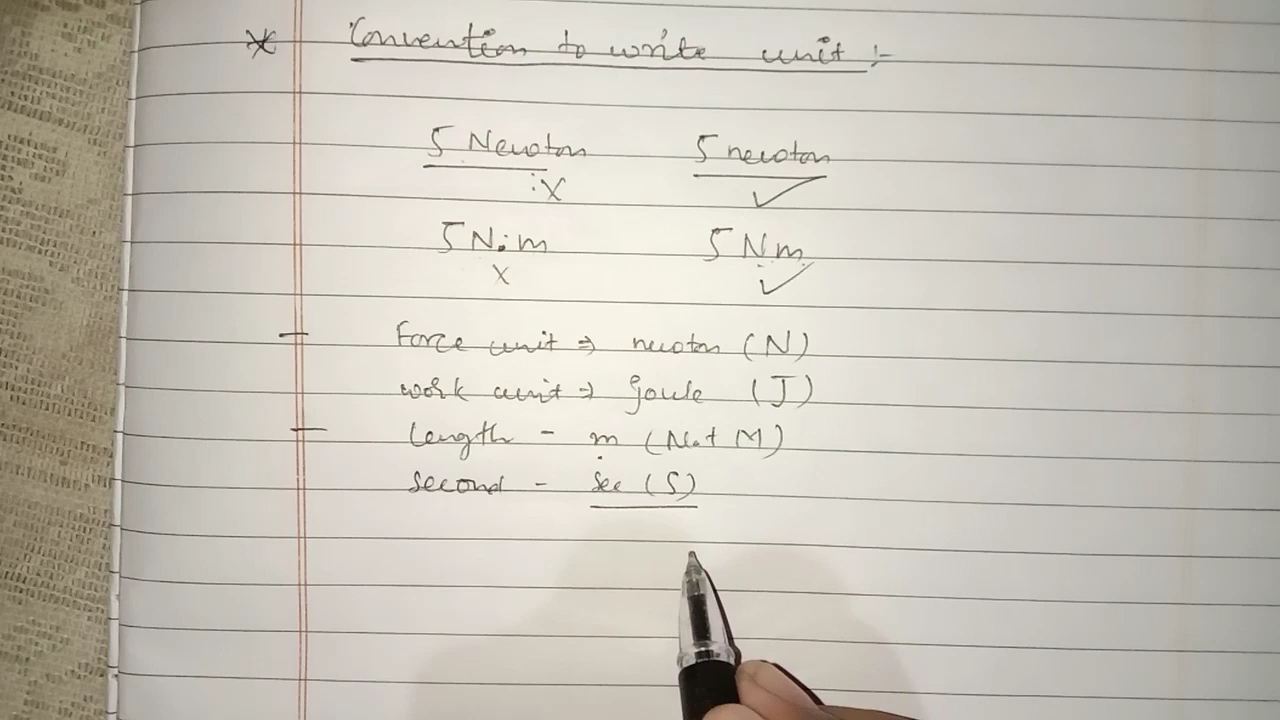 * Convention to write unit :-
5 Newton 5 newton
X ✓
5 N.m 5 Nm
X ✓
Force unit ⇒ newton (N)
work unit ⇒ joule (J)
length - m (Not M)
second - sec (S)